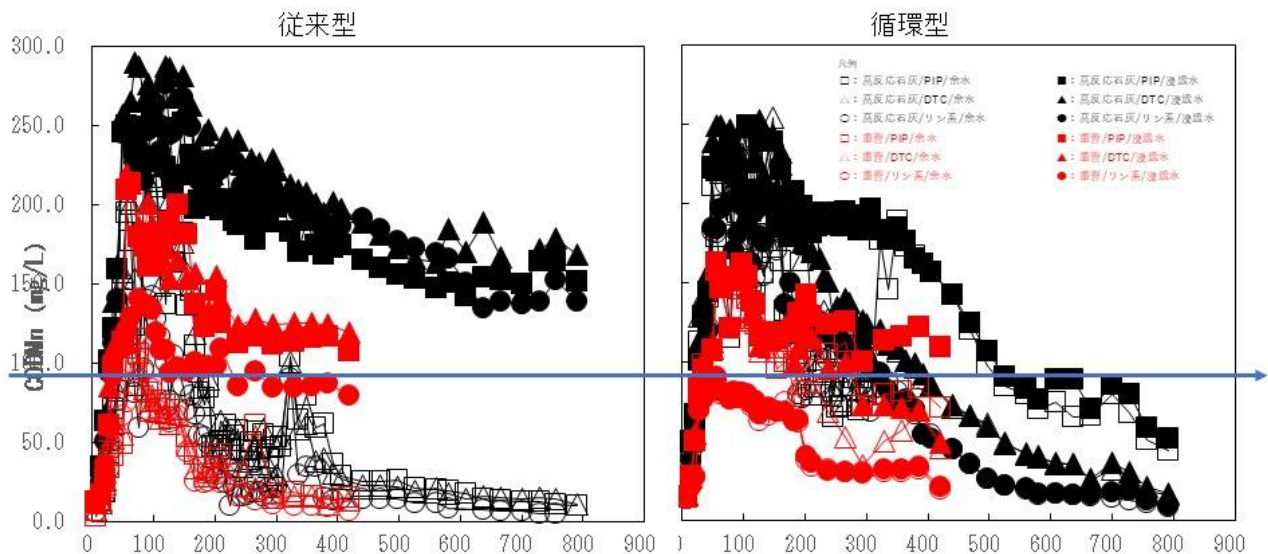 従来型
循環型
300.0
250.0
200.0
150.0
100.0
50.0
0.0
CODMn (mg/L)
0 100 200 300 400 500 600 700 800 900
凡例
□：高反応石灰/PIP/余水
■：高反応石灰/PIP/浸透水
△：高反応石灰/DTC/余水
▲：高反応石灰/DTC/浸透水
○：高反応石灰/リン系/余水
●：高反応石灰/リン系/浸透水
□：重曹/PIP/余水
■：重曹/PIP/浸透水
△：重曹/DTC/余水
▲：重曹/DTC/浸透水
○：重曹/リン系/余水
●：重曹/リン系/浸透水
100 200 300 400 500 600 700 800 900